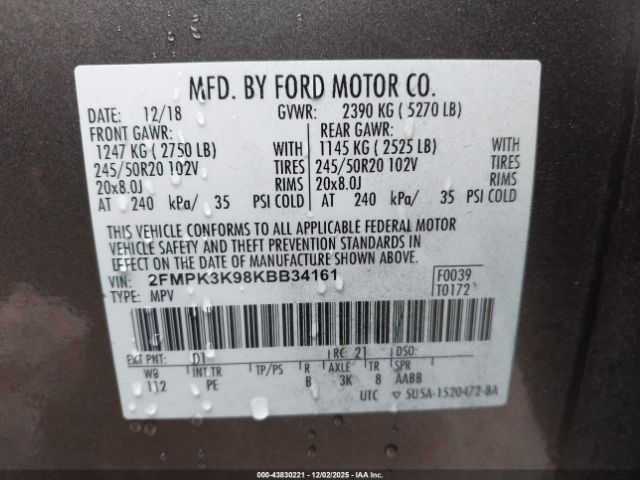 MFD. BY FORD MOTOR CO.
DATE: 12/18 GVWR: 2390 KG ( 5270 LB)
FRONT GAWR: REAR GAWR:
1247 KG ( 2750 LB) WITH 1145 KG ( 2525 LB) WITH
245/50R20 102V TIRES 245/50R20 102V TIRES
20x8.0J RIMS 20x8.0J RIMS
AT 240 kPa/ 35 PSI COLD AT 240 kPa/ 35 PSI COLD
THIS VEHICLE CONFORMS TO ALL APPLICABLE FEDERAL MOTOR
VEHICLE SAFETY AND THEFT PREVENTION STANDARDS IN
EFFECT ON THE DATE OF MANUFACTURE SHOWN ABOVE.
VIN: 2FMPK3K98KBB34161 F0039
TYPE: MPV T0172
EXT PNT: D1 RC: 21 DSO:
WB INT TR TP/PS R AXLE TR SPR
112 PE B 3K 8 AABB
UTC ▽ 5U5A-1520472-BA
000-43830221 - 12/02/2025 - IAA Inc.